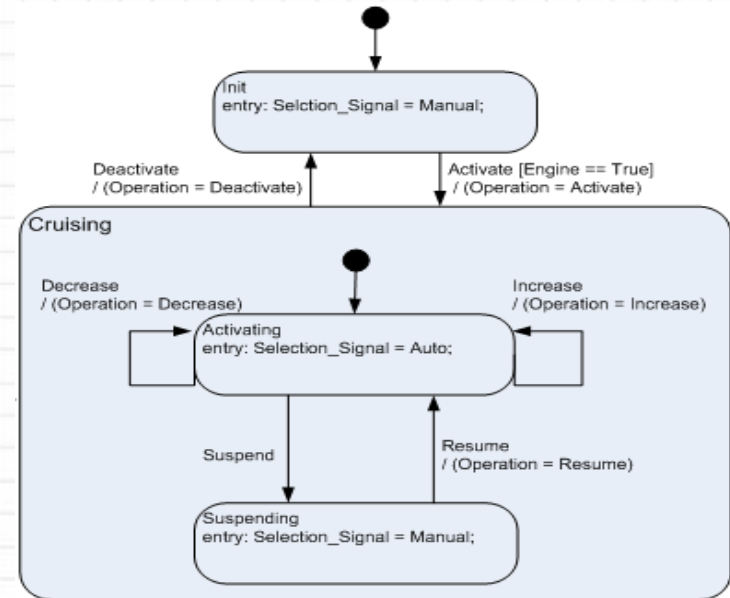 Init
entry: Selction_Signal = Manual;
Deactivate
/ (Operation = Deactivate)
Activate [Engine == True]
/ (Operation = Activate)
Cruising
Decrease
/ (Operation = Decrease)
Increase
/ (Operation = Increase)
Activating
entry: Selection_Signal = Auto;
Suspend
Resume
/ (Operation = Resume)
Suspending
entry: Selection_Signal = Manual;